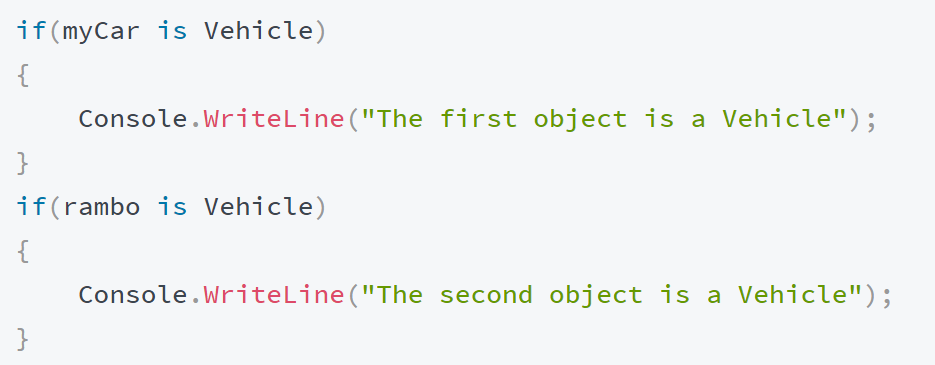 if(myCar is Vehicle)
{
    Console.WriteLine("The first object is a Vehicle");
}
if(rambo is Vehicle)
{
    Console.WriteLine("The second object is a Vehicle");
}